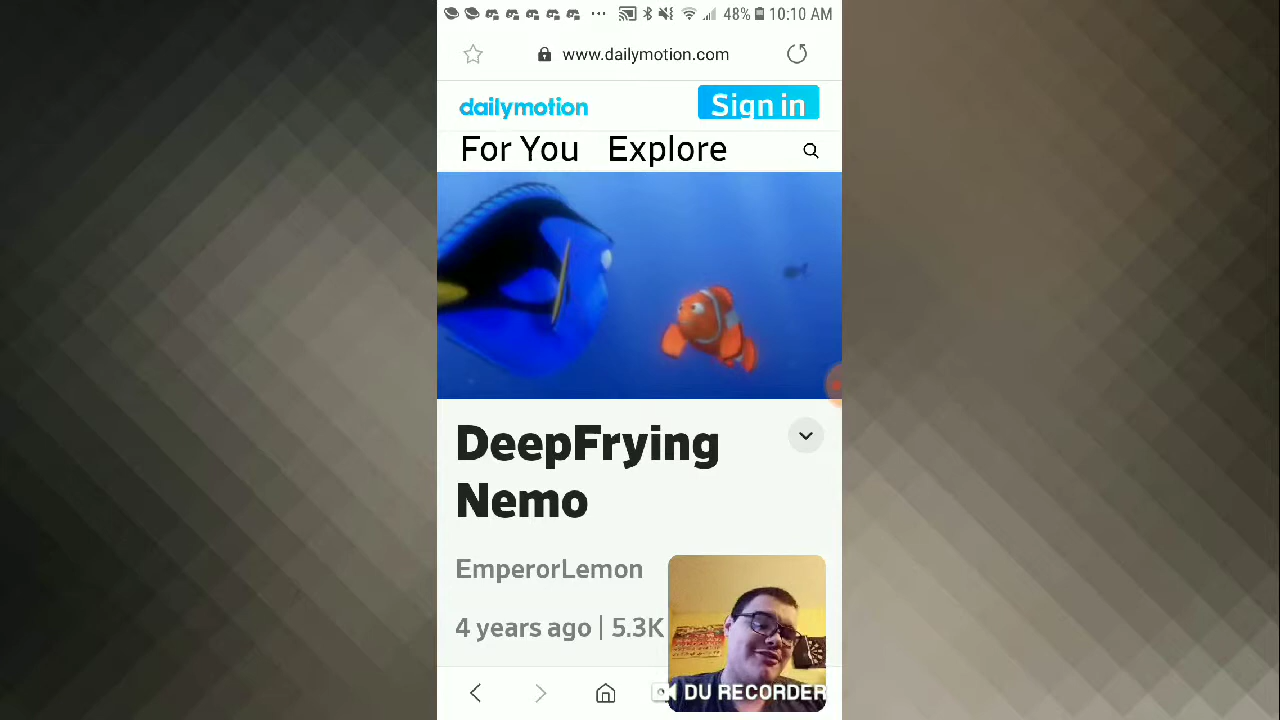 48% 10:10 AM
www.dailymotion.com
dailymotion
Sign in
For You Explore
DeepFrying
Nemo
EmperorLemon
4 years ago | 5.3K
DU RECORDER